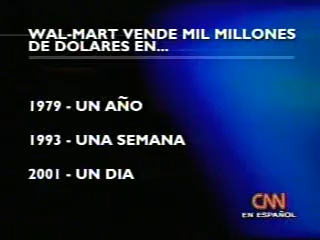 WAL-MART VENDE MIL MILLONES
DE DOLARES EN...
1979 - UN AÑO
1993 - UNA SEMANA
2001 - UN DIA
CNN
EN ESPAÑOL